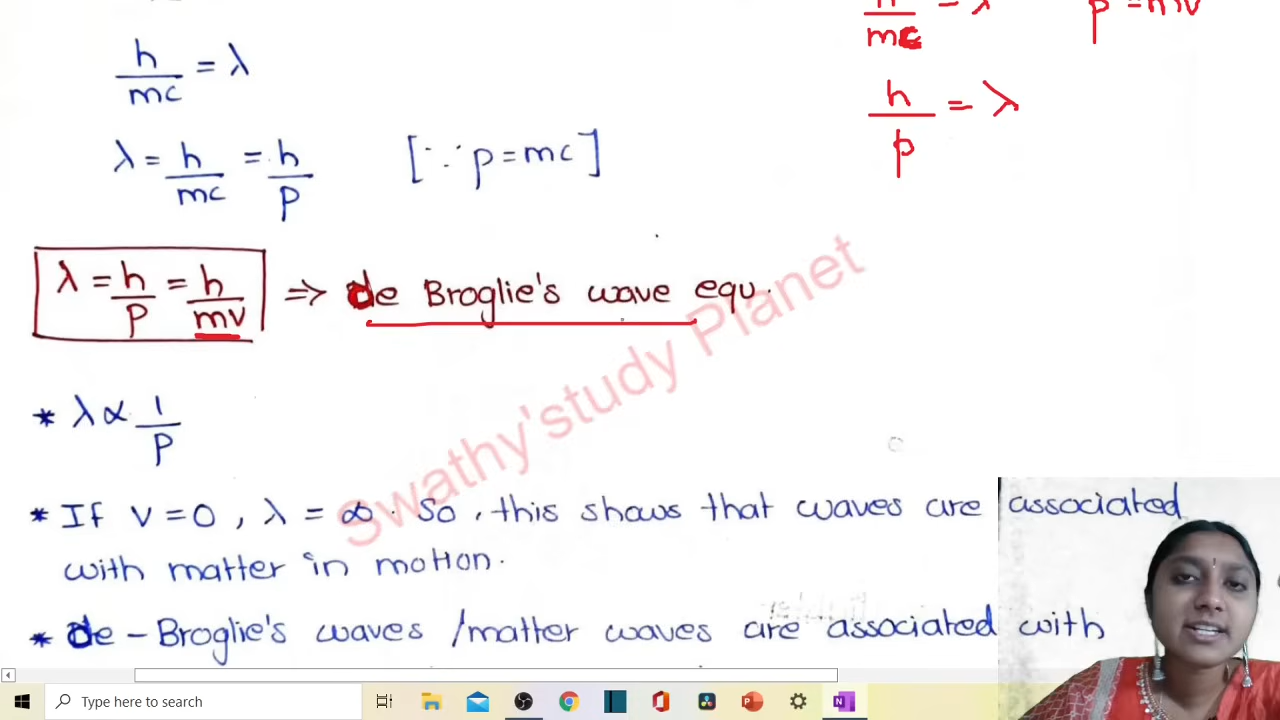 h/mc = λ
h/mc = λ    p = mv
h/p = λ
λ = h/mc = h/p    [∵ p = mc]
λ = h/p = h/mv ⇒ de Broglie's wave equ.
* λ ∝ 1/p
* If v = 0, λ = ∞. So, this shows that waves are associated
with matter in motion.
* de - Broglie's waves /matter waves are associated with
Swathy'study Planet
Type here to search